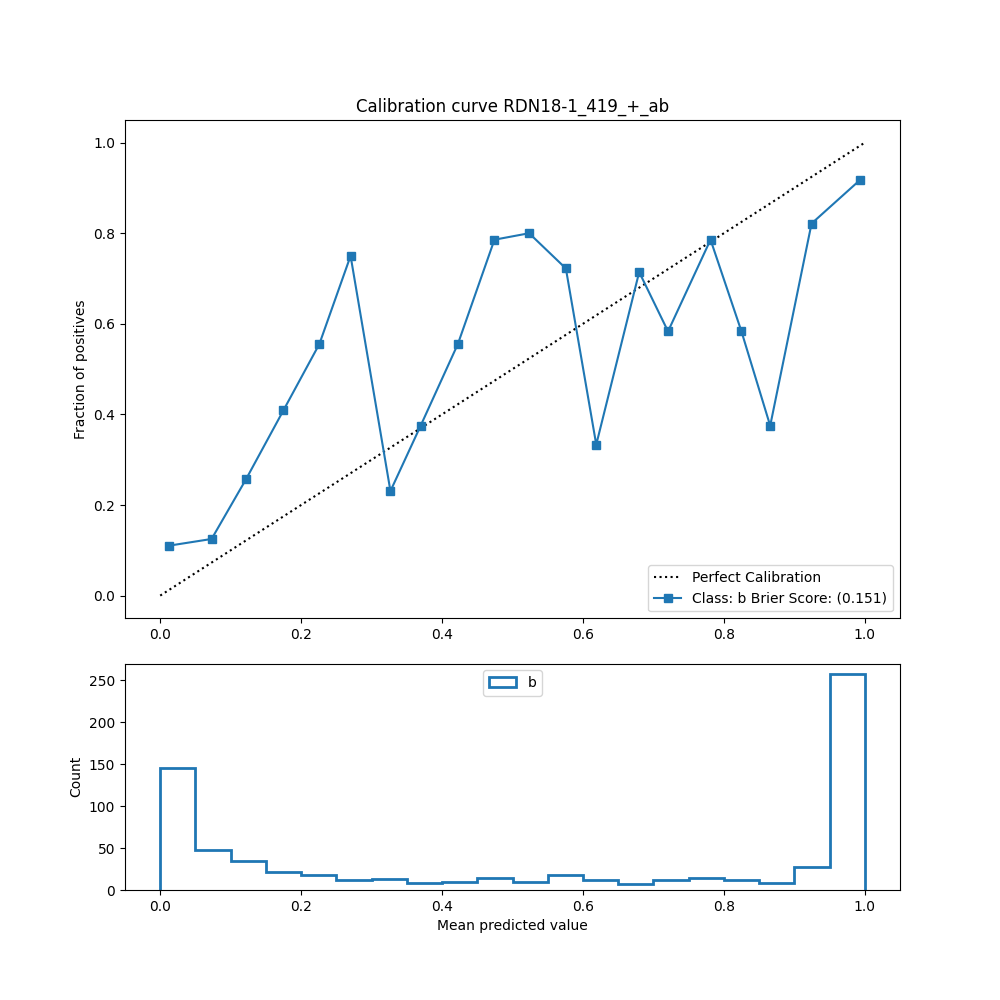 Calibration curve RDN18-1_419_+_ab
Fraction of positives
1.0
0.8
0.6
0.4
0.2
0.0
Perfect Calibration
Class: b Brier Score: (0.151)
0.0 0.2 0.4 0.6 0.8 1.0
Count
250
200
150
100
50
0
b
0.0 0.2 0.4 0.6 0.8 1.0
Mean predicted value